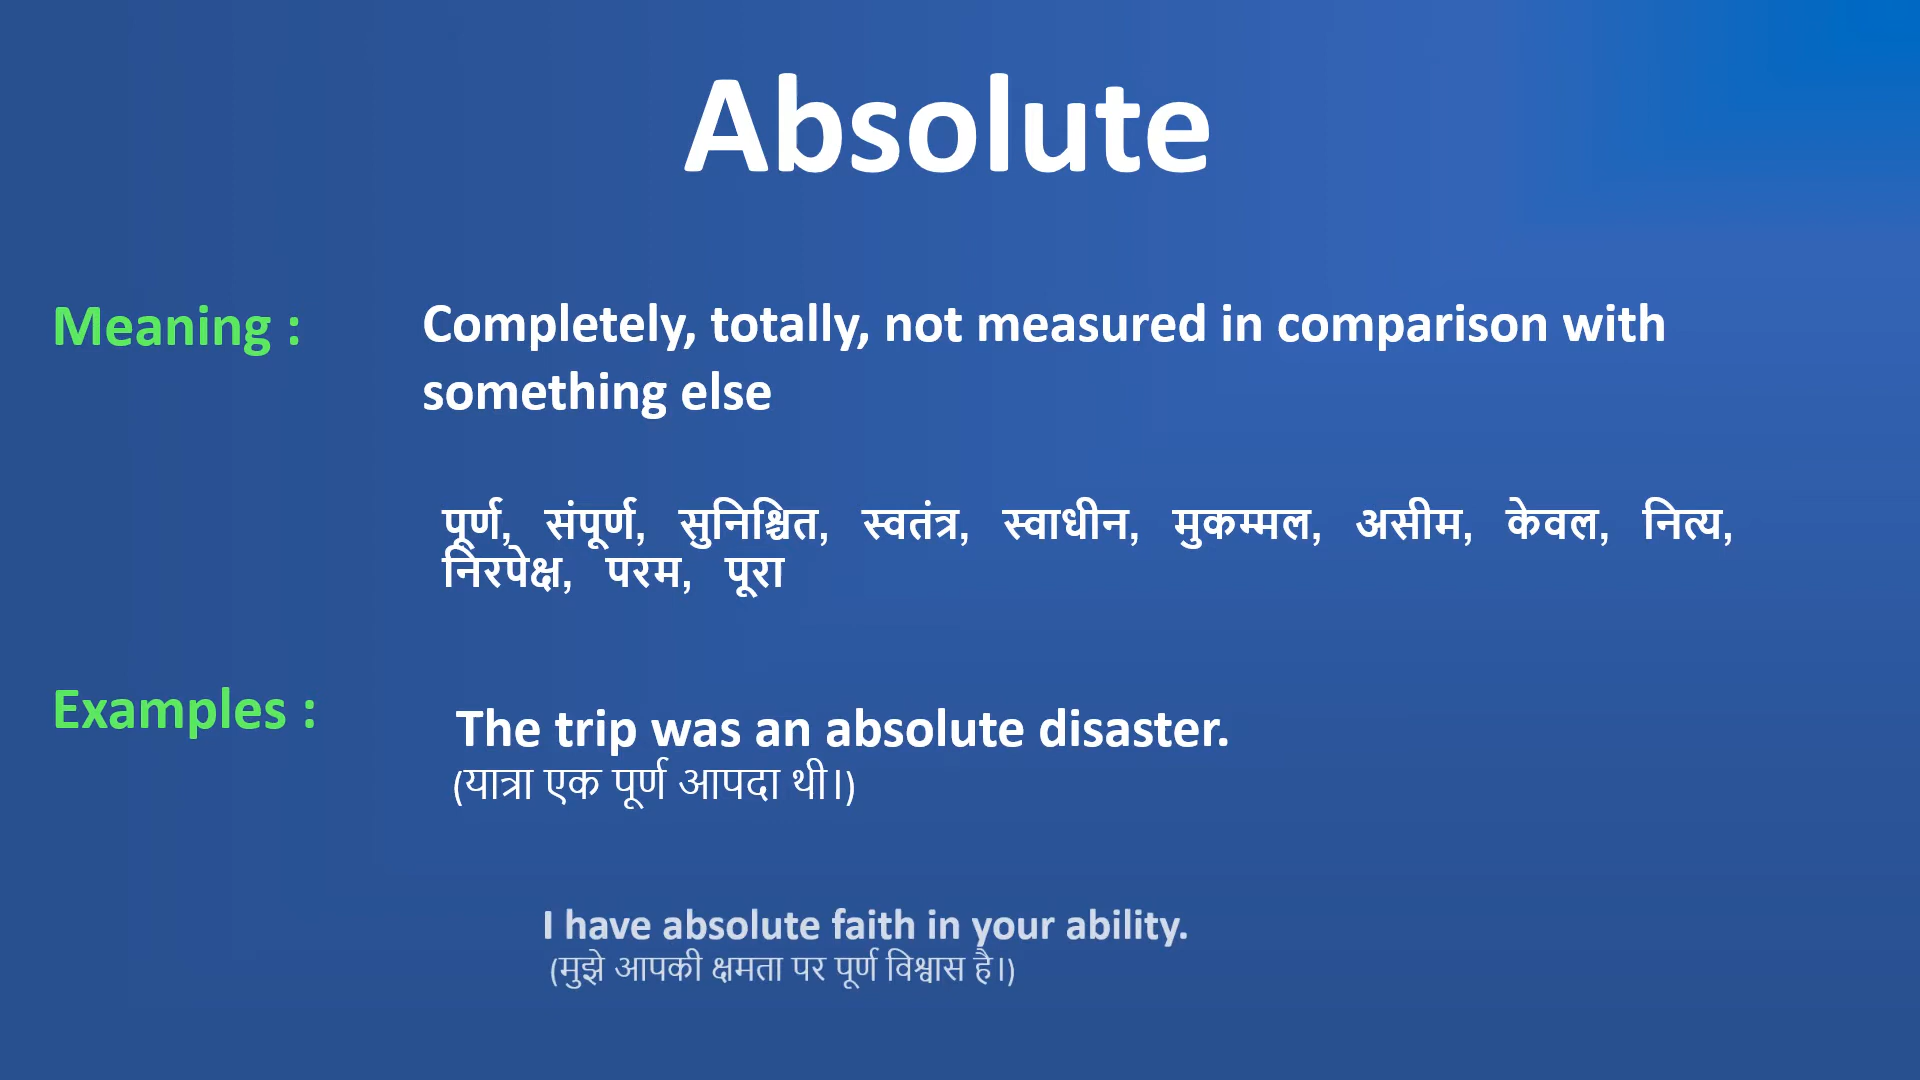 Absolute
Meaning :
Completely, totally, not measured in comparison with
something else
पूर्ण, संपूर्ण, सुनिश्चित, स्वतंत्र, स्वाधीन, मुकम्मल, असीम, केवल, नित्य,
निरपेक्ष, परम, पूरा
Examples :
The trip was an absolute disaster.
(यात्रा एक पूर्ण आपदा थी।)
I have absolute faith in your ability.
(मुझे आपकी क्षमता पर पूर्ण विश्वास है।)